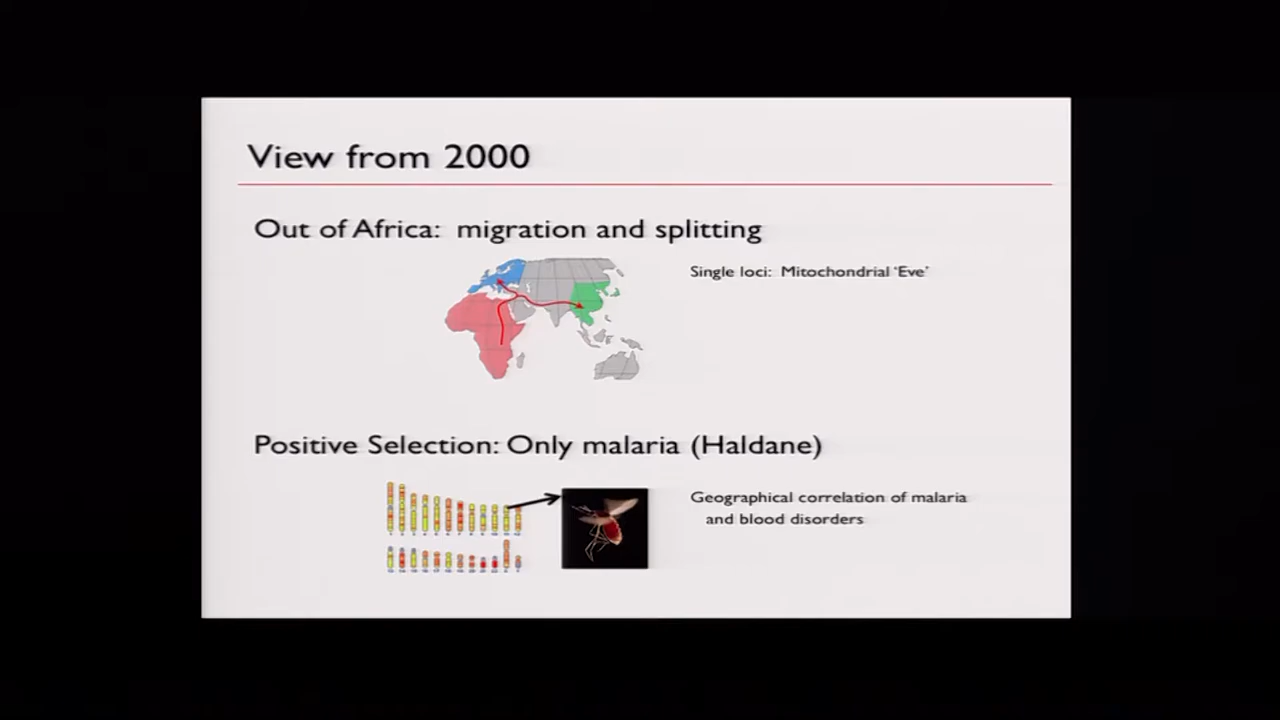 View from 2000
Out of Africa: migration and splitting
Single loci: Mitochondrial ‘Eve’
Positive Selection: Only malaria (Haldane)
Geographical correlation of malaria
and blood disorders